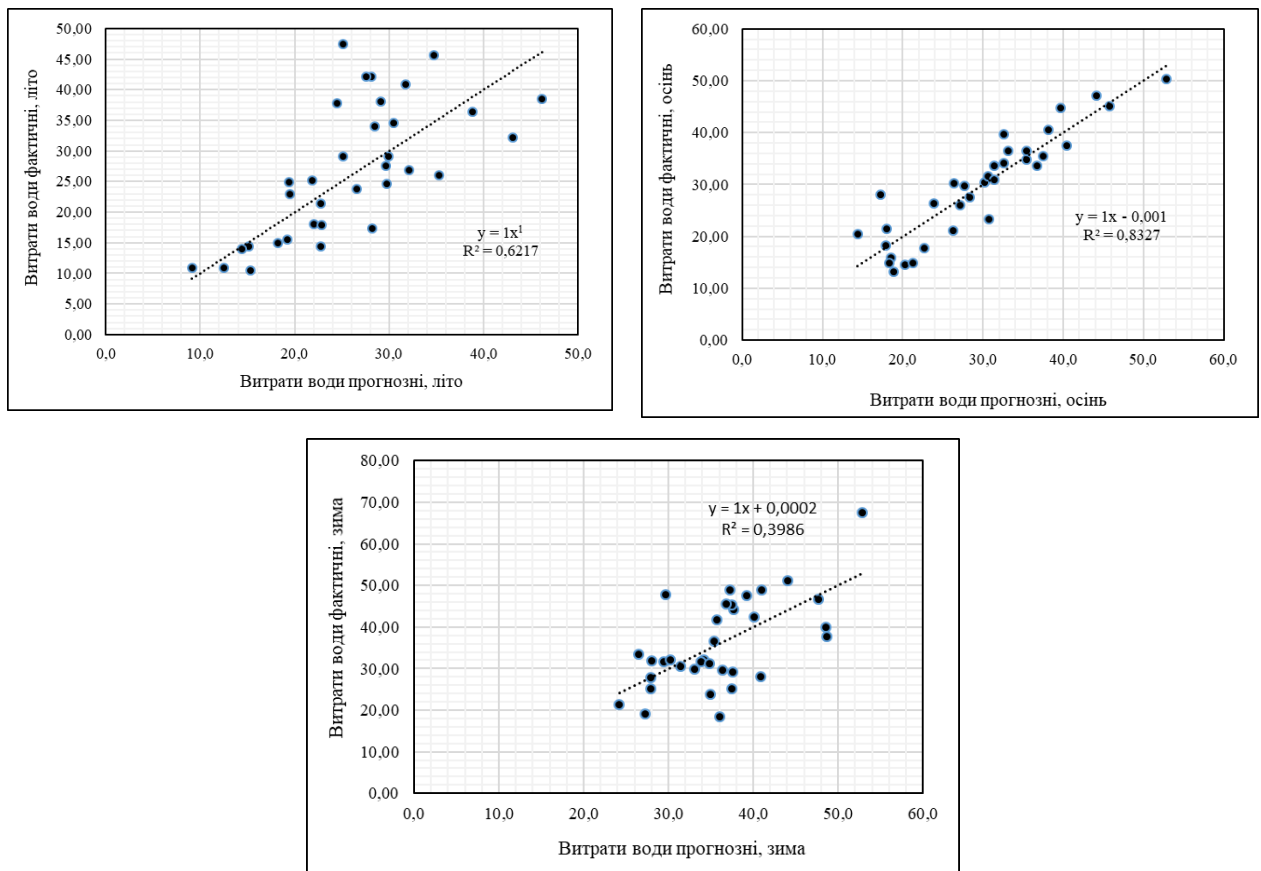 50,00
45,00
40,00
35,00
30,00
25,00
20,00
15,00
10,00
5,00
0,00
Витрати води фактичні, літо
y = 1x¹
R² = 0,6217
0,0 10,0 20,0 30,0 40,0 50,0
Витрати води прогнозні, літо
60,00
50,00
40,00
30,00
20,00
10,00
0,00
Витрати води фактичні, осінь
y = 1x - 0,001
R² = 0,8327
0,0 10,0 20,0 30,0 40,0 50,0 60,0
Витрати води прогнозні, осінь
80,00
70,00
60,00
50,00
40,00
30,00
20,00
10,00
0,00
Витрати води фактичні, зима
y = 1x + 0,0002
R² = 0,3986
0,0 10,0 20,0 30,0 40,0 50,0 60,0
Витрати води прогнозні, зима